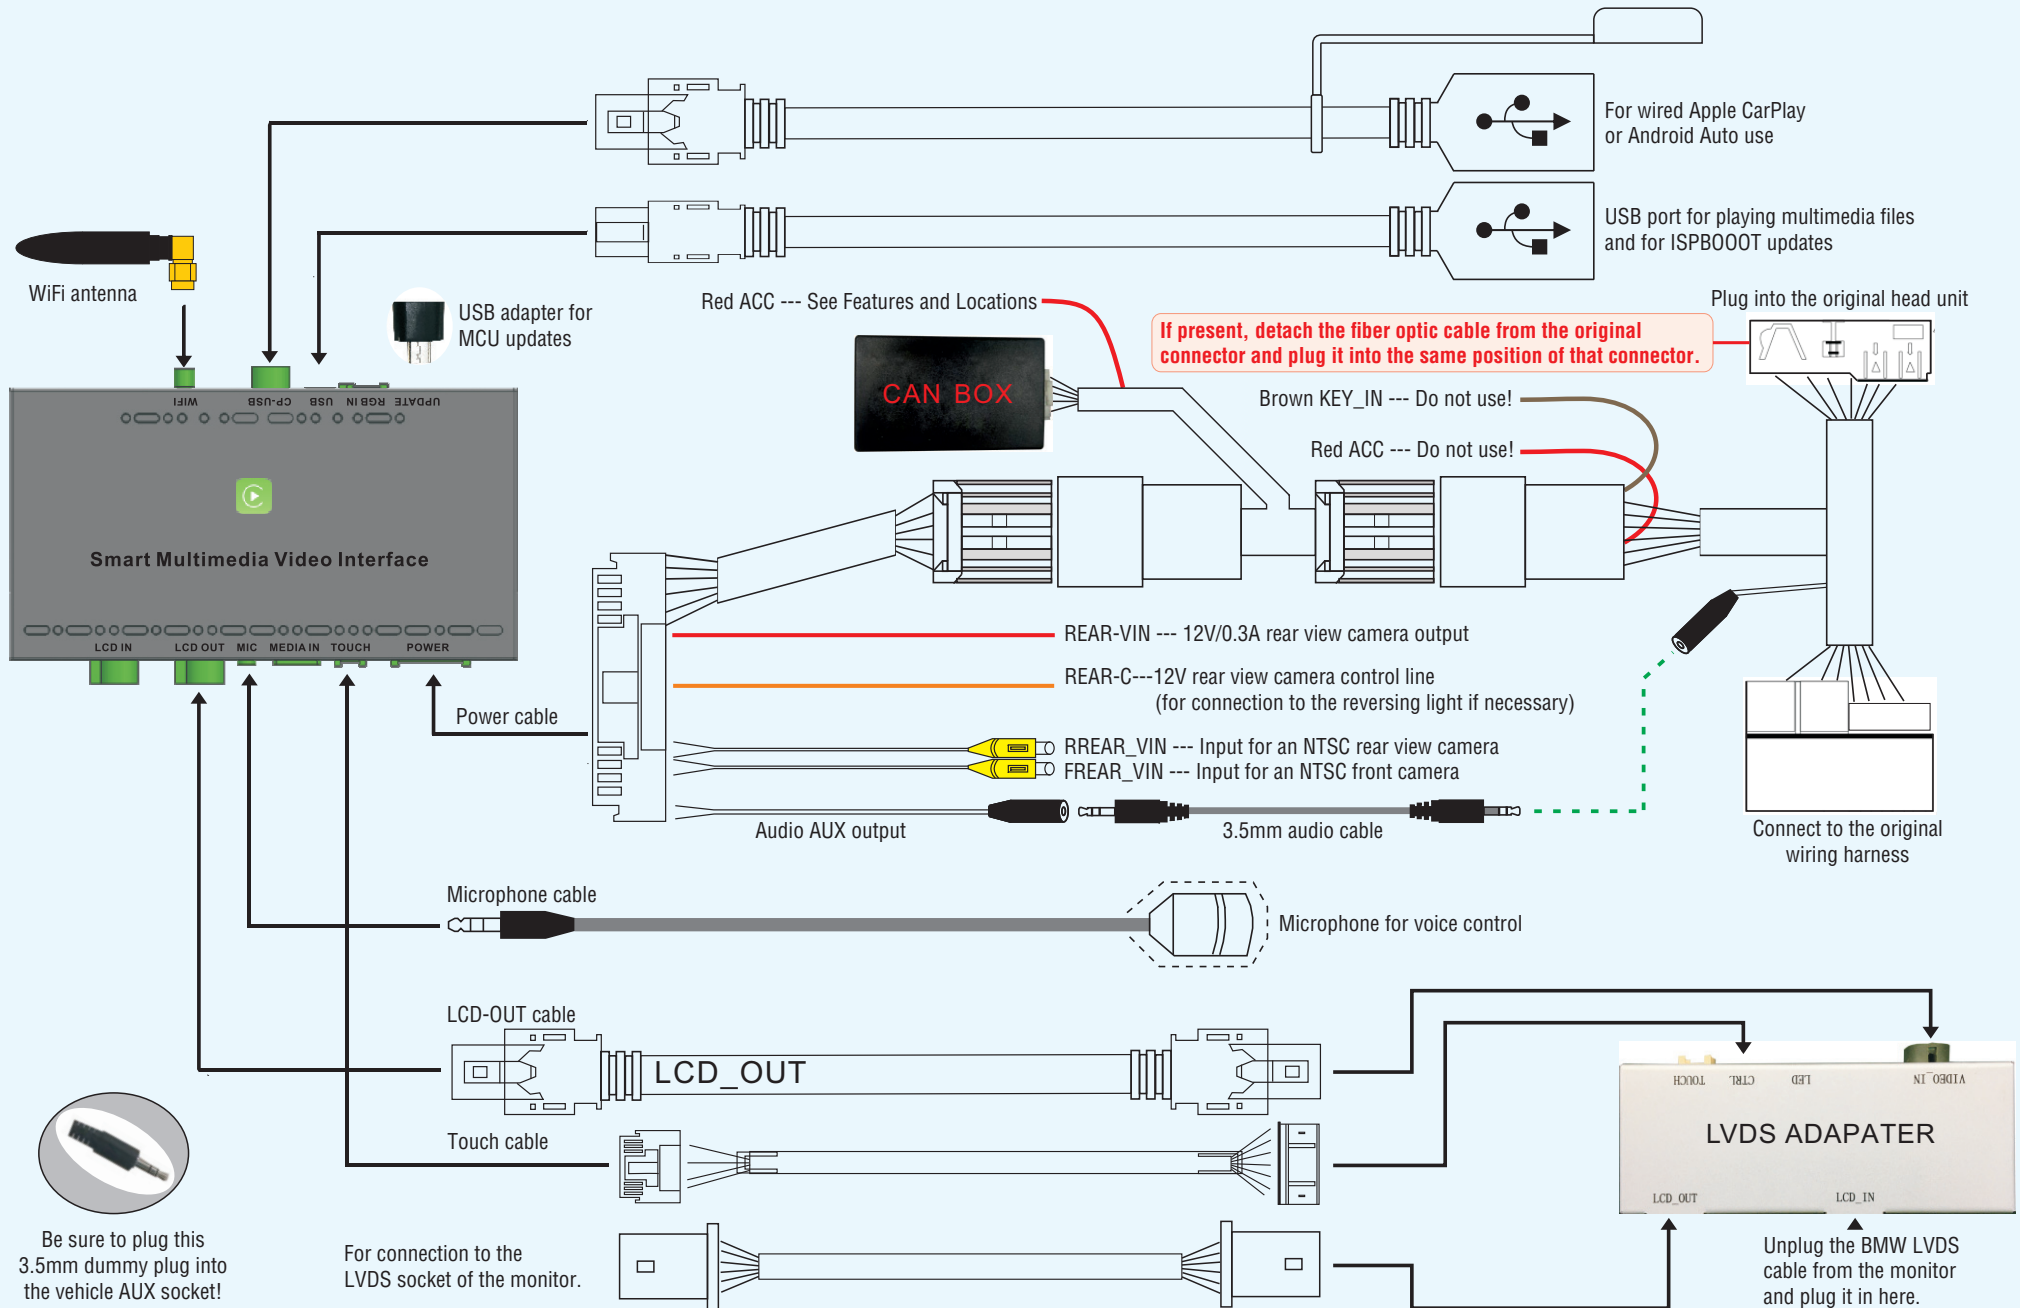 For wired Apple CarPlay
or Android Auto use
USB port for playing multimedia files
and for ISPBOOOT updates
WiFi antenna
USB adapter for
MCU updates
Red ACC --- See Features and Locations
Plug into the original head unit
If present, detach the fiber optic cable from the original
connector and plug it into the same position of that connector.
CAN BOX
Brown KEY_IN --- Do not use!
Red ACC --- Do not use!
WIFI
CP-USB
USB
RGB IN
UPDATE
Smart Multimedia Video Interface
LCD IN
LCD OUT
MIC
MEDIA IN
TOUCH
POWER
REAR-VIN --- 12V/0.3A rear view camera output
REAR-C---12V rear view camera control line
(for connection to the reversing light if necessary)
Power cable
RREAR_VIN --- Input for an NTSC rear view camera
FREAR_VIN --- Input for an NTSC front camera
Audio AUX output
3.5mm audio cable
Connect to the original
wiring harness
Microphone cable
Microphone for voice control
LCD-OUT cable
LCD_OUT
TOUCH
CTRL
LED
VIDEO_IN
LVDS ADAPATER
LCD_OUT
LCD_IN
Touch cable
Be sure to plug this
3.5mm dummy plug into
the vehicle AUX socket!
For connection to the
LVDS socket of the monitor.
Unplug the BMW LVDS
cable from the monitor
and plug it in here.